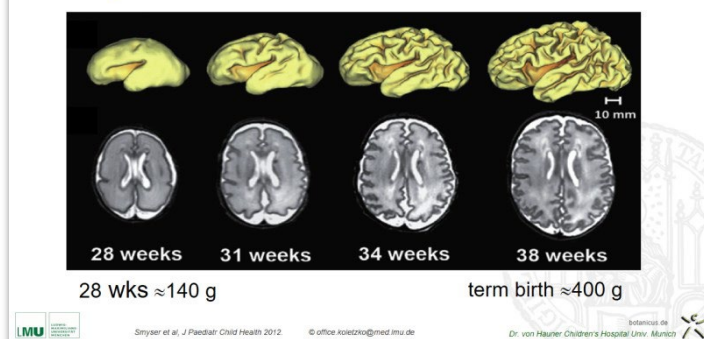 10 mm
28 weeks 31 weeks 34 weeks 38 weeks
28 wks ≈140 g term birth ≈400 g
LMU
Smyser et al, J Paediatr Child Health 2012. © office.koletzko@med.lmu.de
botanicus.de
Dr. von Hauner Children's Hospital Univ. Munich